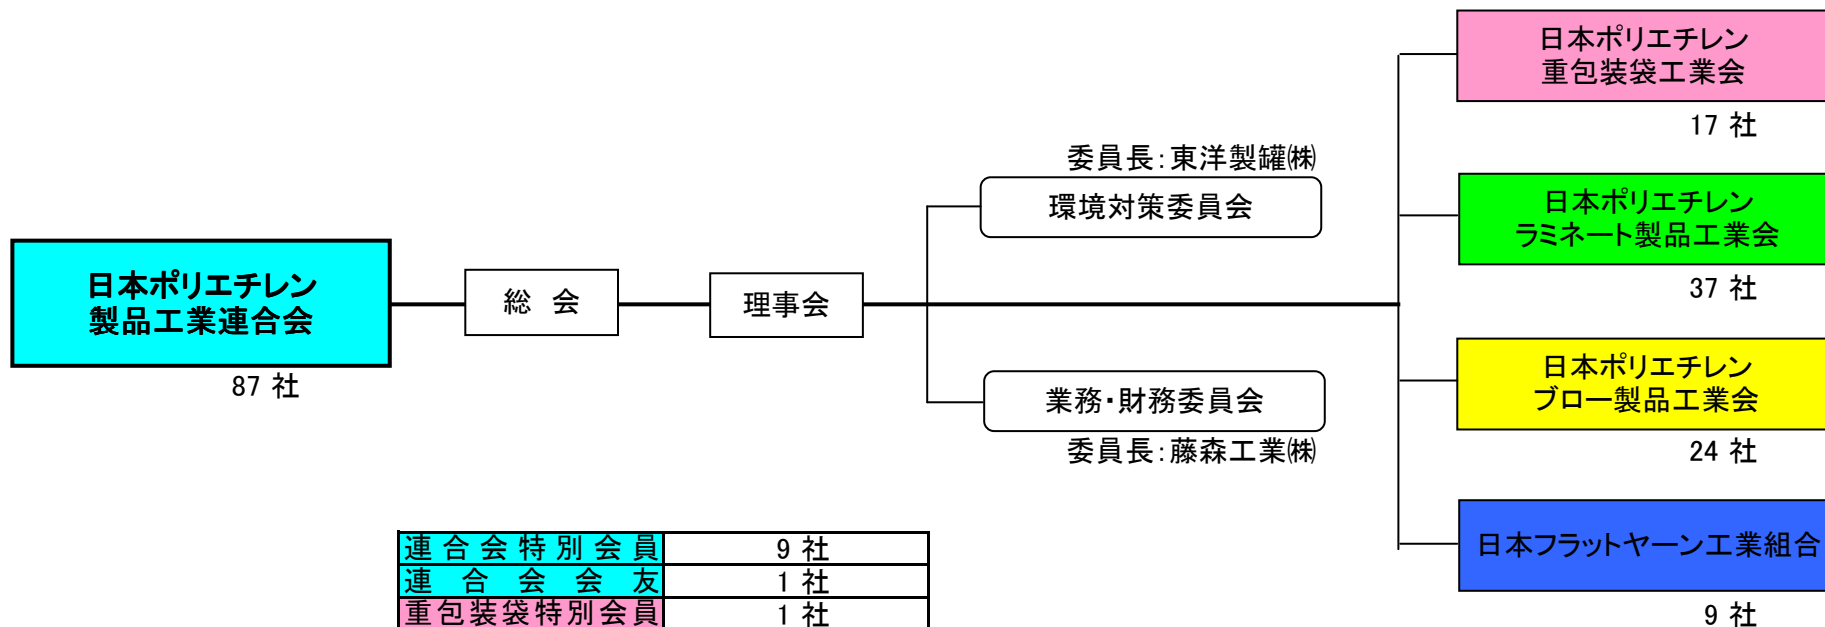 日本ポリエチレン
製品工業連合会
87 社
総 会
理事会
委員長:東洋製罐㈱
環境対策委員会
業務・財務委員会
委員長:藤森工業㈱
日本ポリエチレン
重包装袋工業会
17 社
日本ポリエチレン
ラミネート製品工業会
37 社
日本ポリエチレン
ブロー製品工業会
24 社
日本フラットヤーン工業組合
9 社
連合会特別会員 9 社
連合会会友 1 社
重包装袋特別会員 1 社